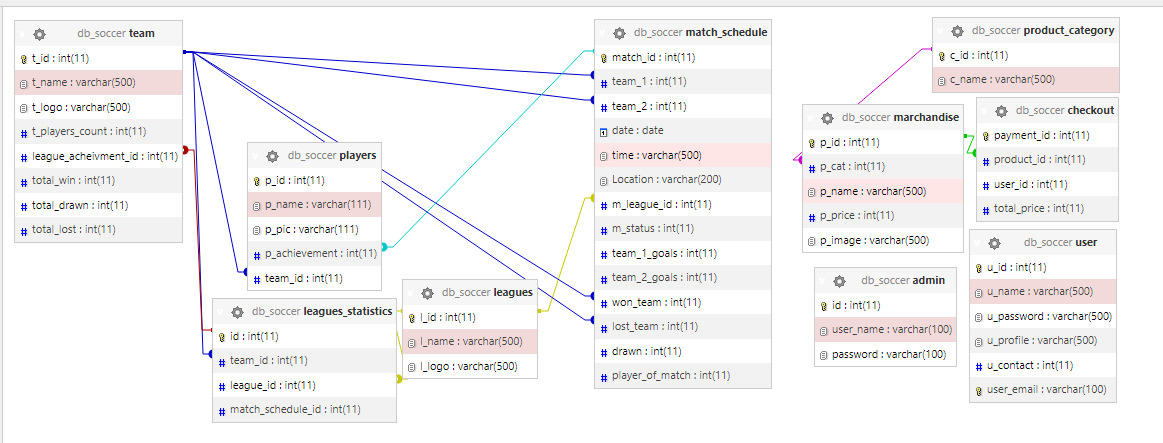 db_soccer team
t_id : int(11)
t_name : varchar(500)
t_logo : varchar(500)
t_players_count : int(11)
league_acheivment_id : int(11)
total_win : int(11)
total_drawn : int(11)
total_lost : int(11)
db_soccer players
p_id : int(11)
p_name : varchar(111)
p_pic : varchar(111)
p_achievement : int(11)
team_id : int(11)
db_soccer leagues_statistics
id : int(11)
team_id : int(11)
league_id : int(11)
match_schedule_id : int(11)
db_soccer leagues
l_id : int(11)
l_name : varchar(500)
l_logo : varchar(500)
db_soccer match_schedule
match_id : int(11)
team_1 : int(11)
team_2 : int(11)
date : date
time : varchar(500)
Location : varchar(200)
m_league_id : int(11)
m_status : int(11)
team_1_goals : int(11)
team_2_goals : int(11)
won_team : int(11)
lost_team : int(11)
drawn : int(11)
player_of_match : int(11)
db_soccer product_category
c_id : int(11)
c_name : varchar(500)
db_soccer marchandise
p_id : int(11)
p_cat : int(11)
p_name : varchar(500)
p_price : int(11)
p_image : varchar(500)
db_soccer checkout
payment_id : int(11)
product_id : int(11)
user_id : int(11)
total_price : int(11)
db_soccer admin
id : int(11)
user_name : varchar(100)
password : varchar(100)
db_soccer user
u_id : int(11)
u_name : varchar(500)
u_password : varchar(500)
u_profile : varchar(500)
u_contact : int(11)
user_email : varchar(100)